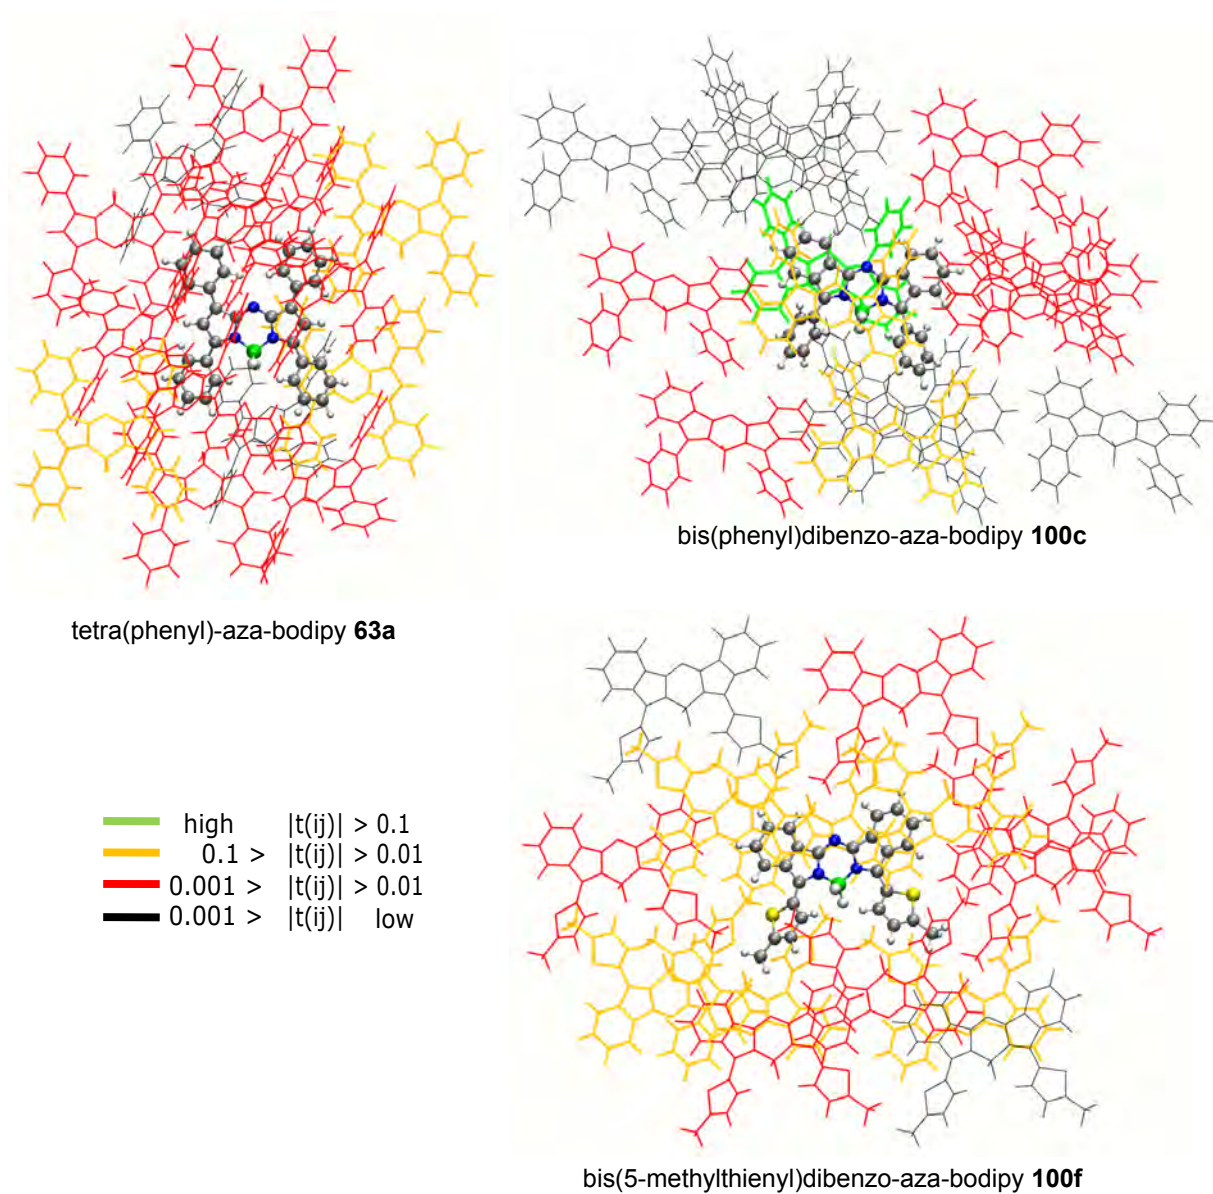 bis(phenyl)dibenzo-aza-bodipy 100c
tetra(phenyl)-aza-bodipy 63a
high |t(ij)| > 0.1
0.1 > |t(ij)| > 0.01
0.001 > |t(ij)| > 0.01
0.001 > |t(ij)| low
bis(5-methylthienyl)dibenzo-aza-bodipy 100f